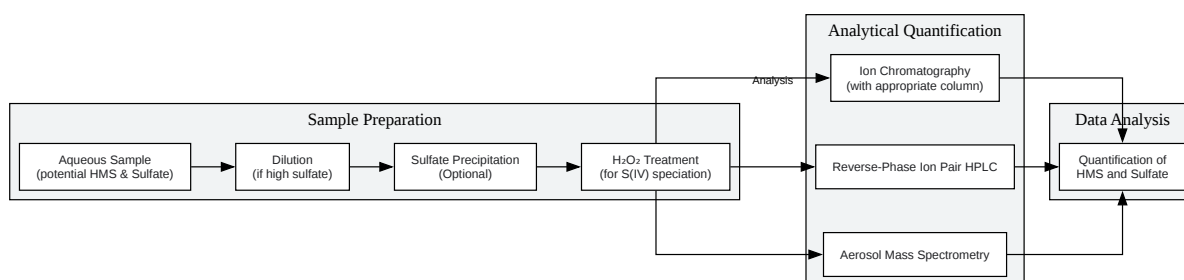 Analytical Quantification
Ion Chromatography
(with appropriate column)
Analysis
Sample Preparation
Data Analysis
Aqueous Sample
(potential HMS & Sulfate)
Dilution
(if high sulfate)
Sulfate Precipitation
(Optional)
H₂O₂ Treatment
(for S(IV) speciation)
Reverse-Phase Ion Pair HPLC
Quantification of
HMS and Sulfate
Aerosol Mass Spectrometry